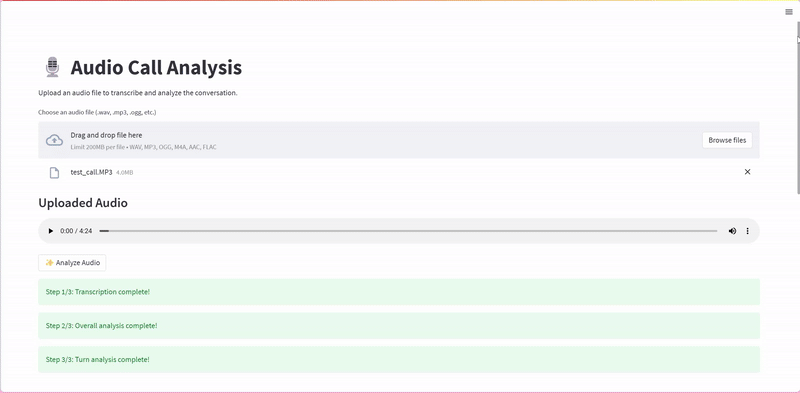 Audio Call Analysis
Upload an audio file to transcribe and analyze the conversation.
Choose an audio file (.wav, .mp3, .ogg, etc.)
Drag and drop file here
Limit 200MB per file • WAV, MP3, OGG, M4A, AAC, FLAC
Browse files
test_call.MP3 4.0MB
Uploaded Audio
0:00 / 4:24
✨ Analyze Audio
Step 1/3: Transcription complete!
Step 2/3: Overall analysis complete!
Step 3/3: Turn analysis complete!